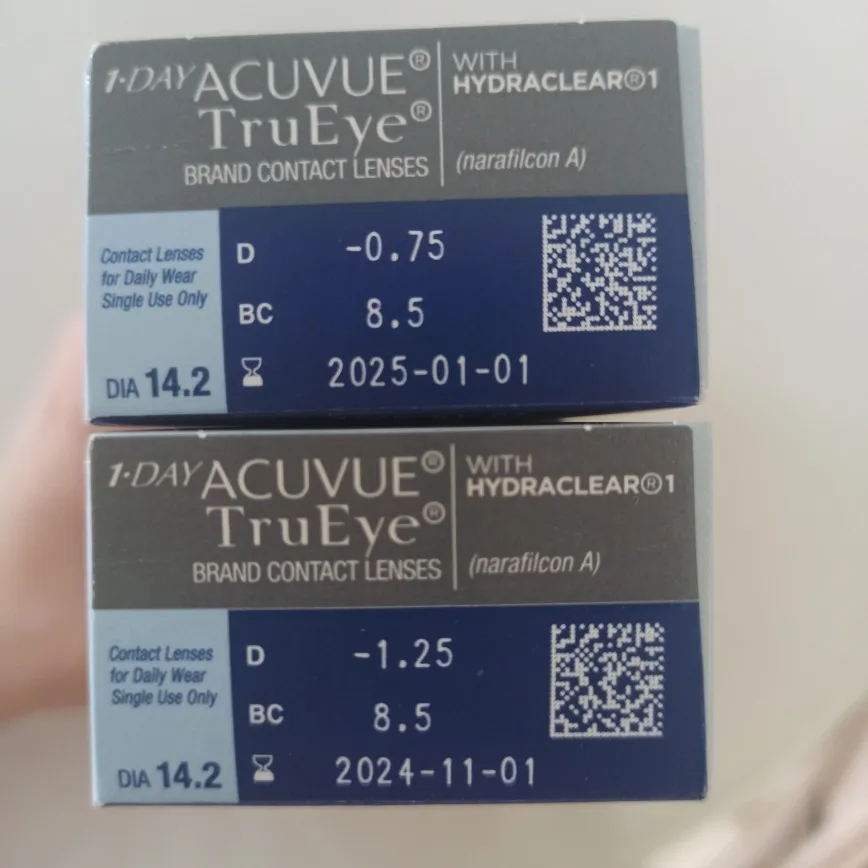 1·DAY ACUVUE® TruEye®
BRAND CONTACT LENSES
WITH
HYDRACLEAR®1
(narafilcon A)
Contact Lenses
for Daily Wear
Single Use Only
DIA 14.2
D -0.75
BC 8.5
2025-01-01
1·DAY ACUVUE® TruEye®
BRAND CONTACT LENSES
WITH
HYDRACLEAR®1
(narafilcon A)
Contact Lenses
for Daily Wear
Single Use Only
DIA 14.2
D -1.25
BC 8.5
2024-11-01